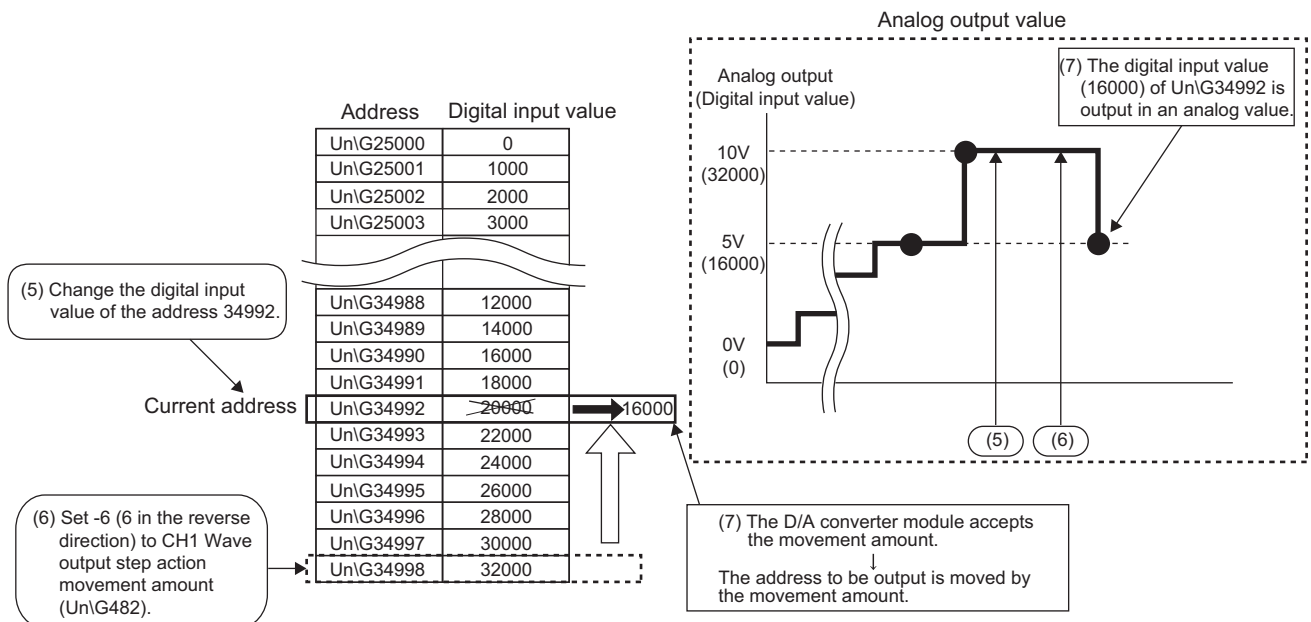 Analog output value
Analog output
(Digital input value)
(7) The digital input value
(16000) of Un\G34992 is
output in an analog value.
10V
(32000)
5V
(16000)
0V
(0)
(5)
(6)
Address Digital input value
Un\G25000 0
Un\G25001 1000
Un\G25002 2000
Un\G25003 3000
Un\G34988 12000
Un\G34989 14000
Un\G34990 16000
Un\G34991 18000
Current address Un\G34992 20000 16000
Un\G34993 22000
Un\G34994 24000
Un\G34995 26000
Un\G34996 28000
Un\G34997 30000
Un\G34998 32000
(5) Change the digital input
value of the address 34992.
(6) Set -6 (6 in the reverse
direction) to CH1 Wave
output step action
movement amount
(Un\G482).
(7) The D/A converter module accepts
the movement amount.
↓
The address to be output is moved by
the movement amount.